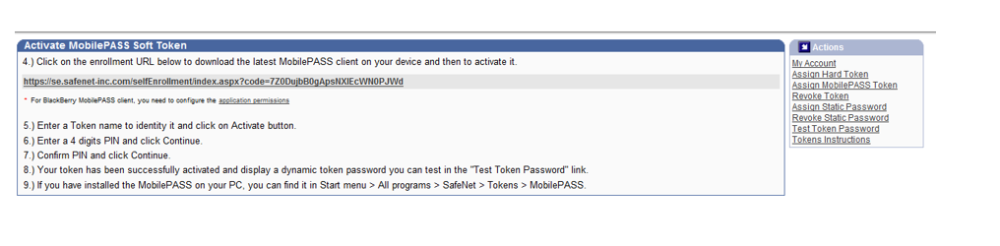 Activate MobilePASS Soft Token
4.) Click on the enrollment URL below to download the latest MobilePASS client on your device and then to activate it.
https://se.safenet-inc.com/selfEnrollment/index.aspx?code=7Z0DujbB0gApsNXlEcWN0PJWd
* For BlackBerry MobilePASS client, you need to configure the application permissions
5.) Enter a Token name to identity it and click on Activate button.
6.) Enter a 4 digits PIN and click Continue.
7.) Confirm PIN and click Continue.
8.) Your token has been successfully activated and display a dynamic token password you can test in the "Test Token Password" link.
9.) If you have installed the MobilePASS on your PC, you can find it in Start menu > All programs > SafeNet > Tokens > MobilePASS.
Actions
My Account
Assign Hard Token
Assign MobilePASS Token
Revoke Token
Assign Static Password
Revoke Static Password
Test Token Password
Tokens Instructions